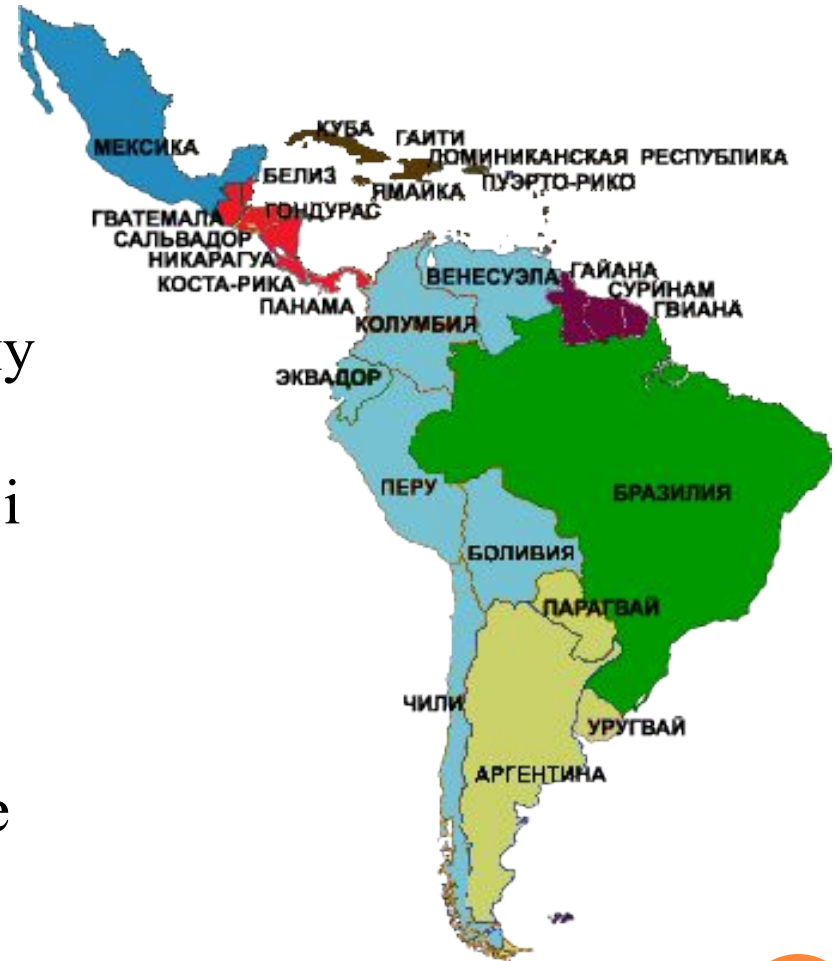 КУБА
ГАИТИ
МЕКСИКА
ДОМИНИКАНСКАЯ РЕСПУБЛИКА
БЕЛИЗ
ЯМАЙКА
ПУЭРТО-РИКО
ГВАТЕМАЛА
ГОНДУРАС
САЛЬВАДОР
НИКАРАГУА
КОСТА-РИКА
ПАНАМА
ВЕНЕСУЭЛА
ГАЙАНА
СУРИНАМ
ГВИАНА
КОЛУМБИЯ
ЭКВАДОР
ПЕРУ
БРАЗИЛИЯ
і
БОЛИВИЯ
ПАРАГВАЙ
ЧИЛИ
УРУГВАЙ
АРГЕНТИНА